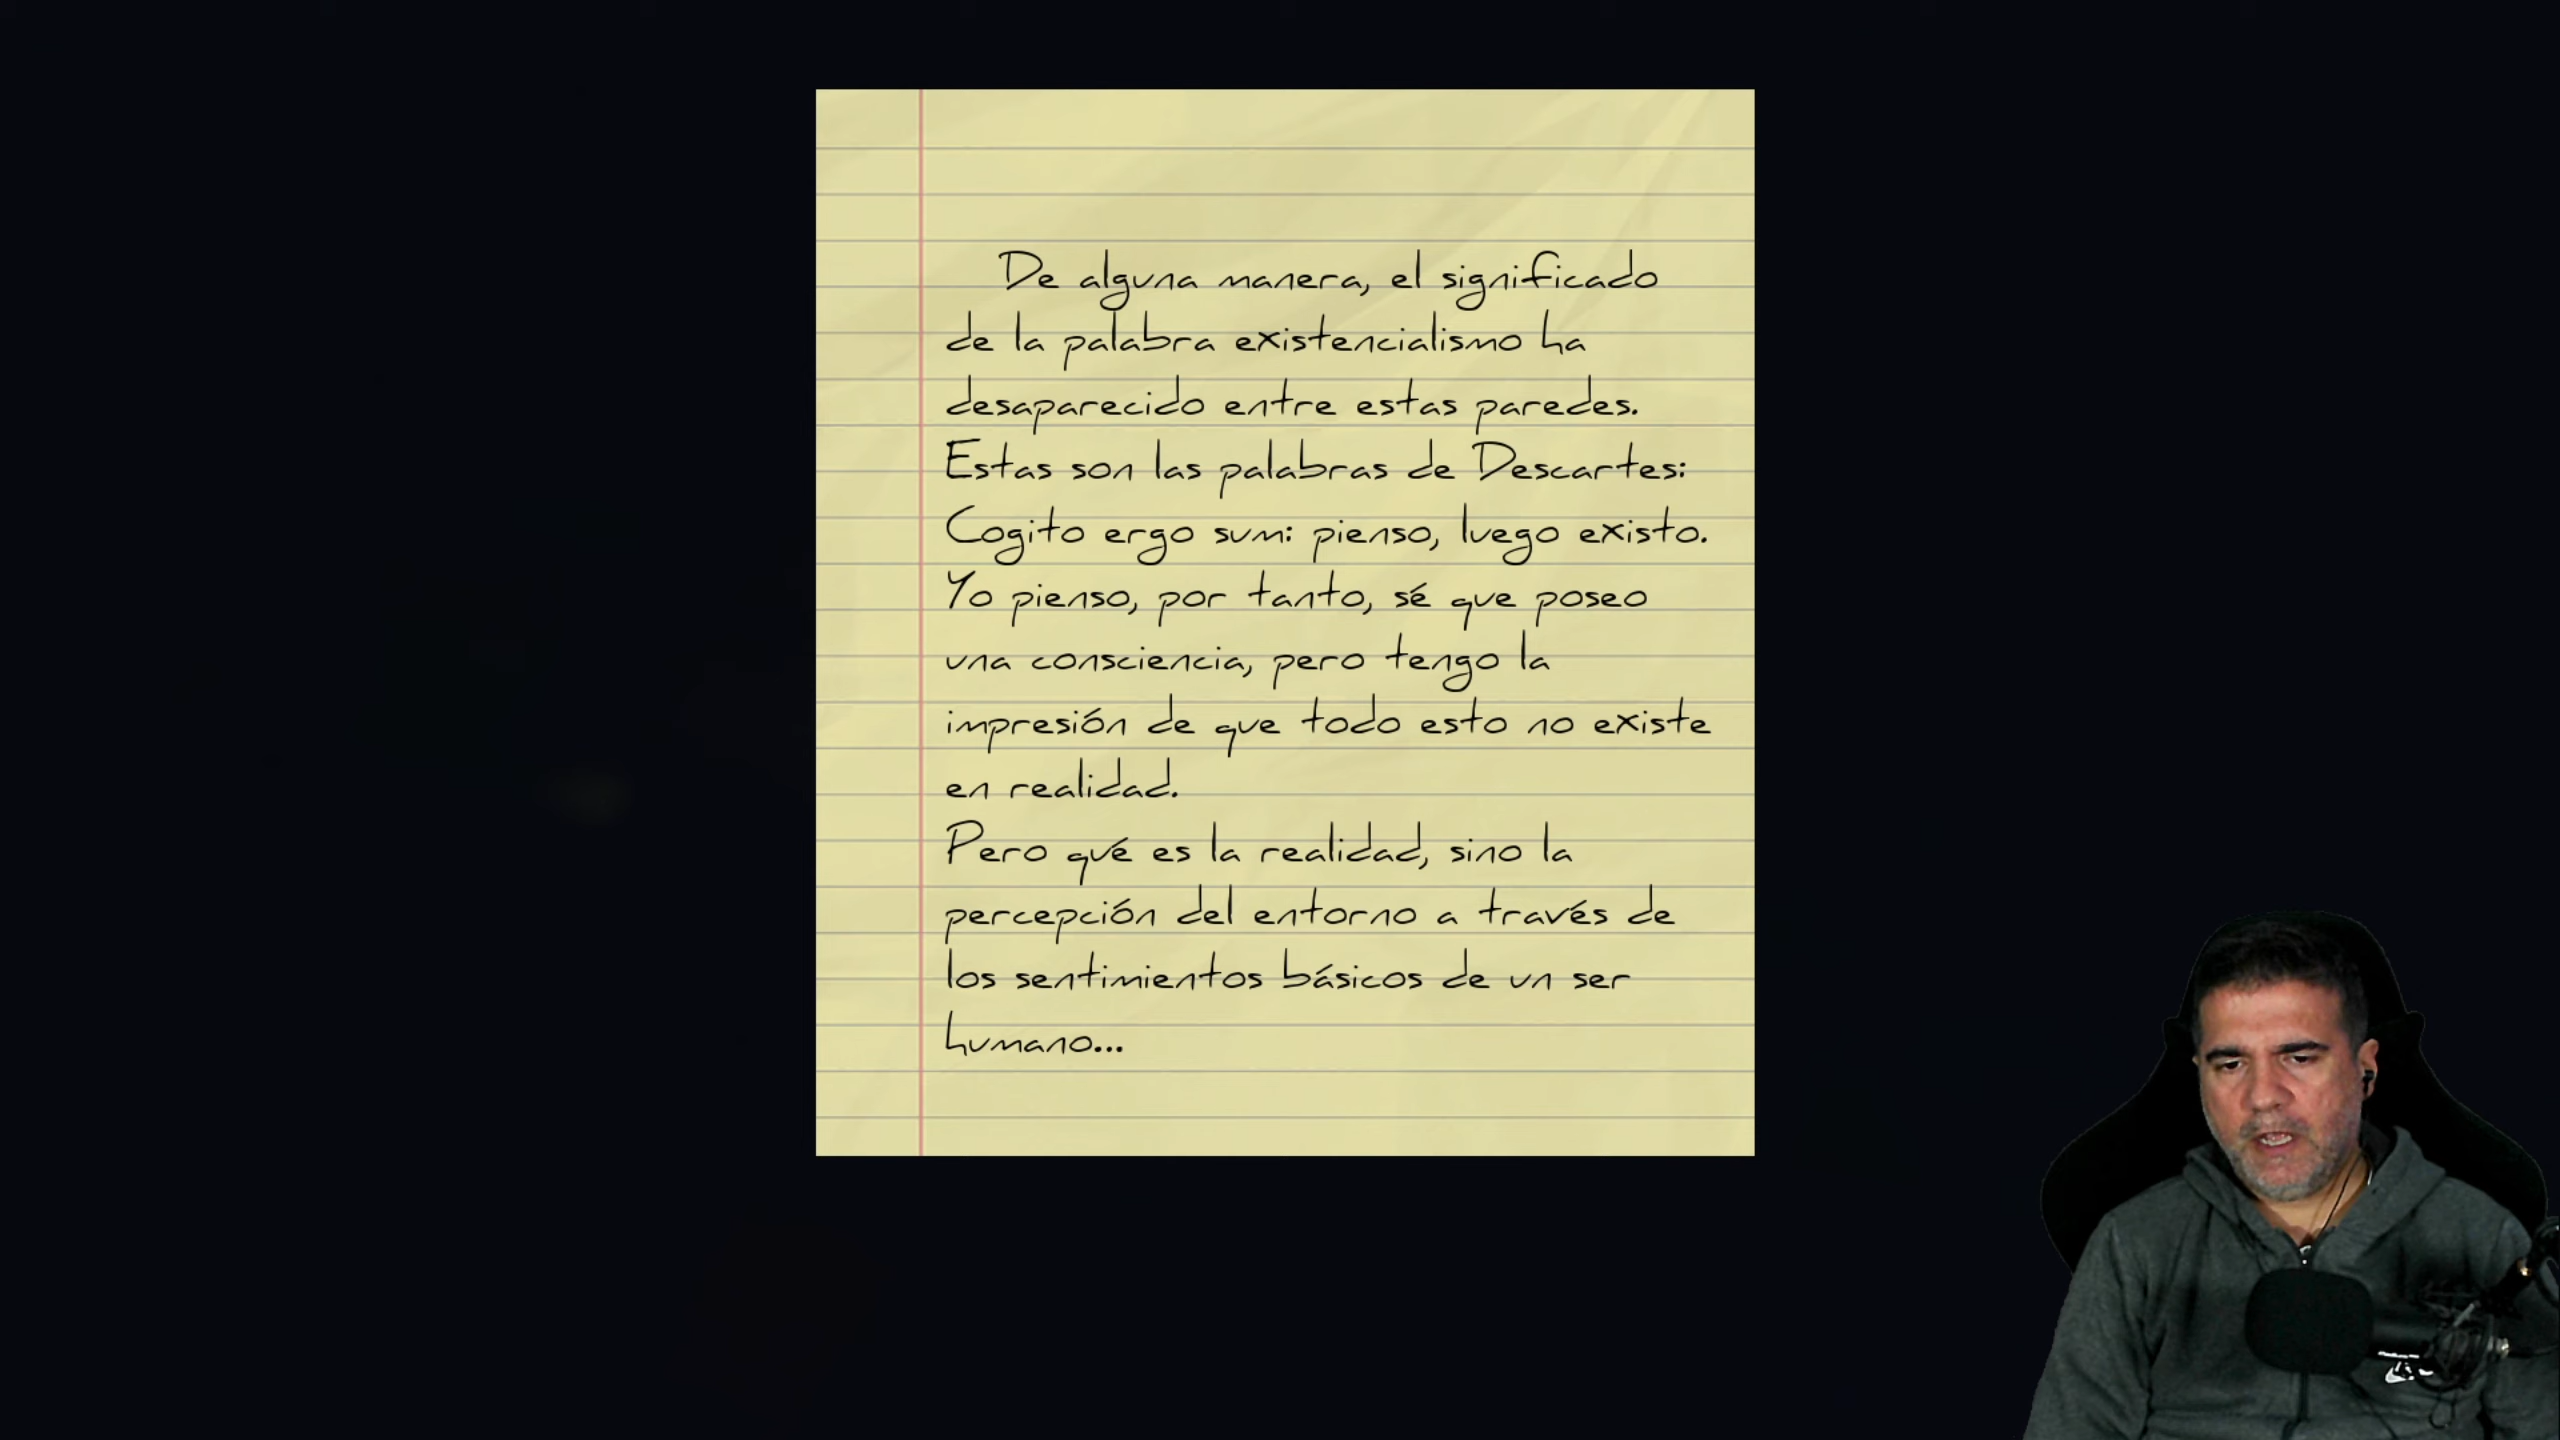 De alguna manera, el significado
de la palabra existencialismo ha
desaparecido entre estas paredes.
Estas son las palabras de Descartes:
Cogito ergo sum: pienso, luego existo.
Yo pienso, por tanto, sé que poseo
una consciencia, pero tengo la
impresión de que todo esto no existe
en realidad.
Pero qué es la realidad, sino la
percepción del entorno a través de
los sentimientos básicos de un ser
humano...